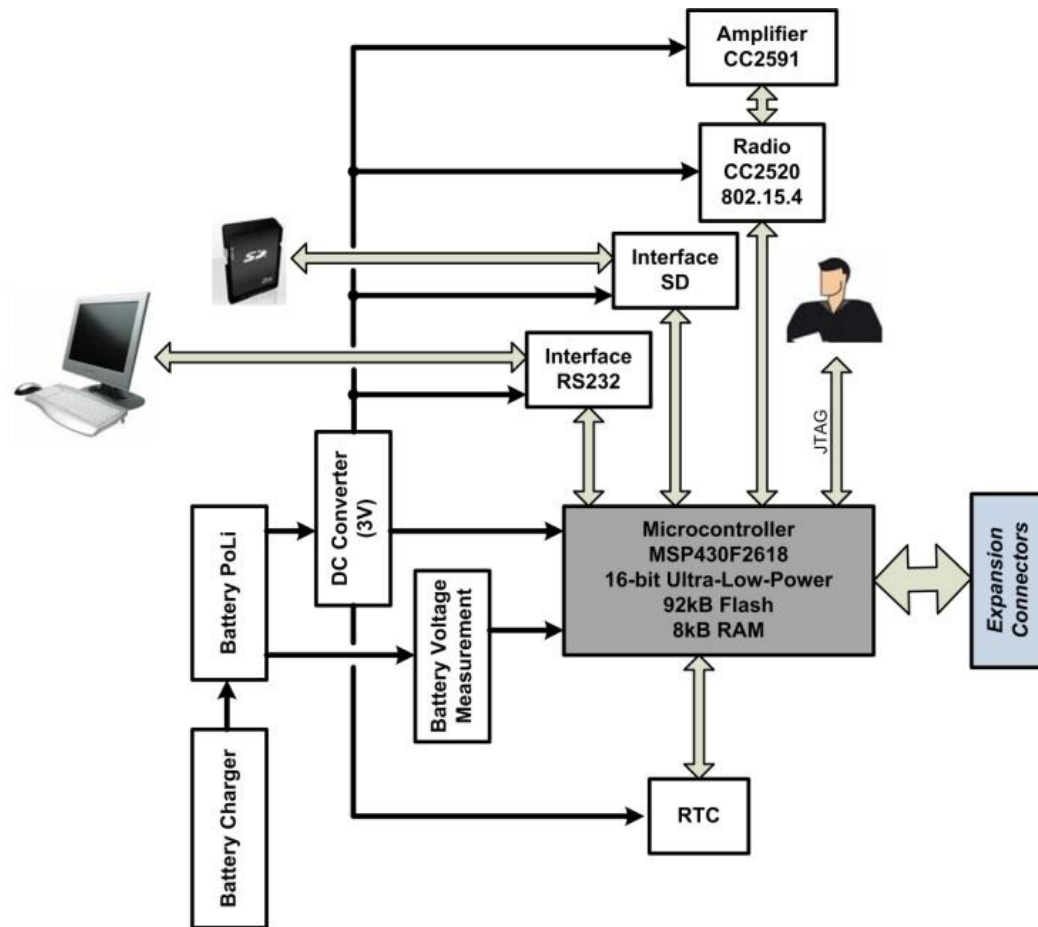 Amplifier
CC2591
Radio
CC2520
802.15.4
Interface
SD
Interface
RS232
JTAG
DC Converter
(3V)
Battery PoLi
Microcontroller
MSP430F2618
16-bit Ultra-Low-Power
92kB Flash
8kB RAM
Expansion
Connectors
Battery Voltage
Measurement
Battery Charger
RTC